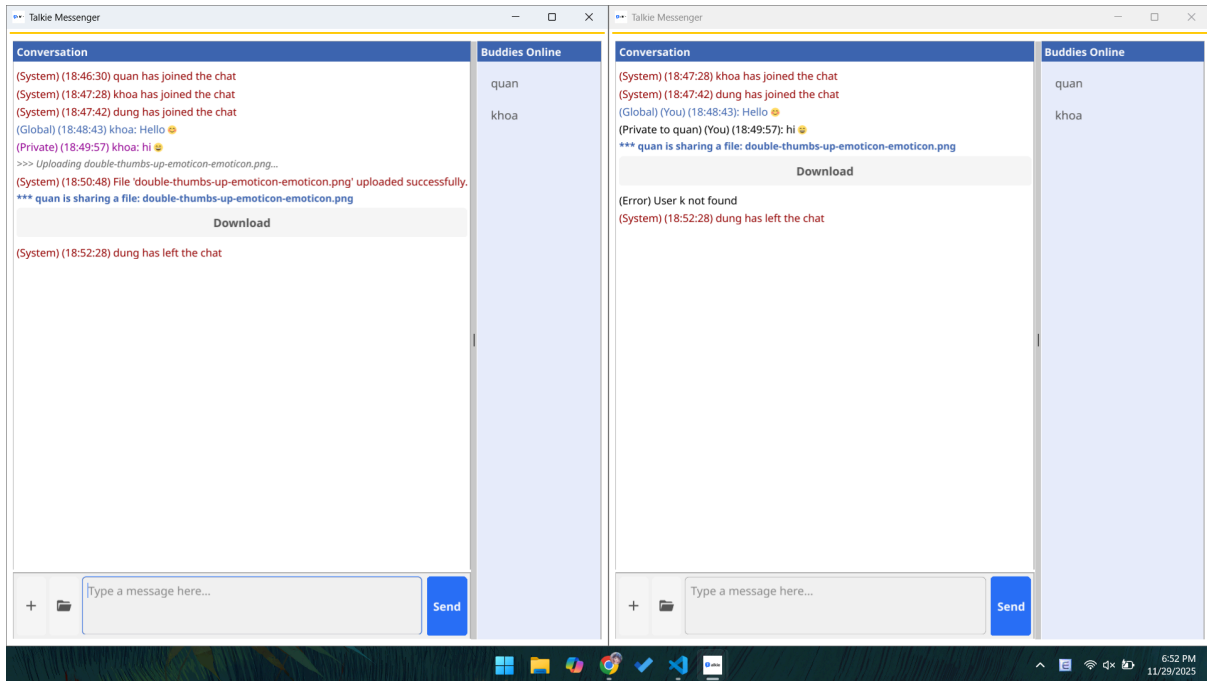 Talkie Messenger
Conversation
(System) (18:46:30) quan has joined the chat
(System) (18:47:28) khoa has joined the chat
(System) (18:47:42) dung has joined the chat
(Global) (18:48:43) khoa: Hello 😊
(Private) (18:49:57) khoa: hi 😄
>>> Uploading double-thumbs-up-emoticon-emoticon.png...
(System) (18:50:48) File 'double-thumbs-up-emoticon-emoticon.png' uploaded successfully.
*** quan is sharing a file: double-thumbs-up-emoticon-emoticon.png
Download
(System) (18:52:28) dung has left the chat
Buddies Online
quan
khoa
Type a message here...
Send
Talkie Messenger
Conversation
(System) (18:47:28) khoa has joined the chat
(System) (18:47:42) dung has joined the chat
(Global) (You) (18:48:43): Hello 😊
(Private to quan) (You) (18:49:57): hi 😄
*** quan is sharing a file: double-thumbs-up-emoticon-emoticon.png
Download
(Error) User k not found
(System) (18:52:28) dung has left the chat
Buddies Online
quan
khoa
Type a message here...
Send
6:52 PM
11/29/2025